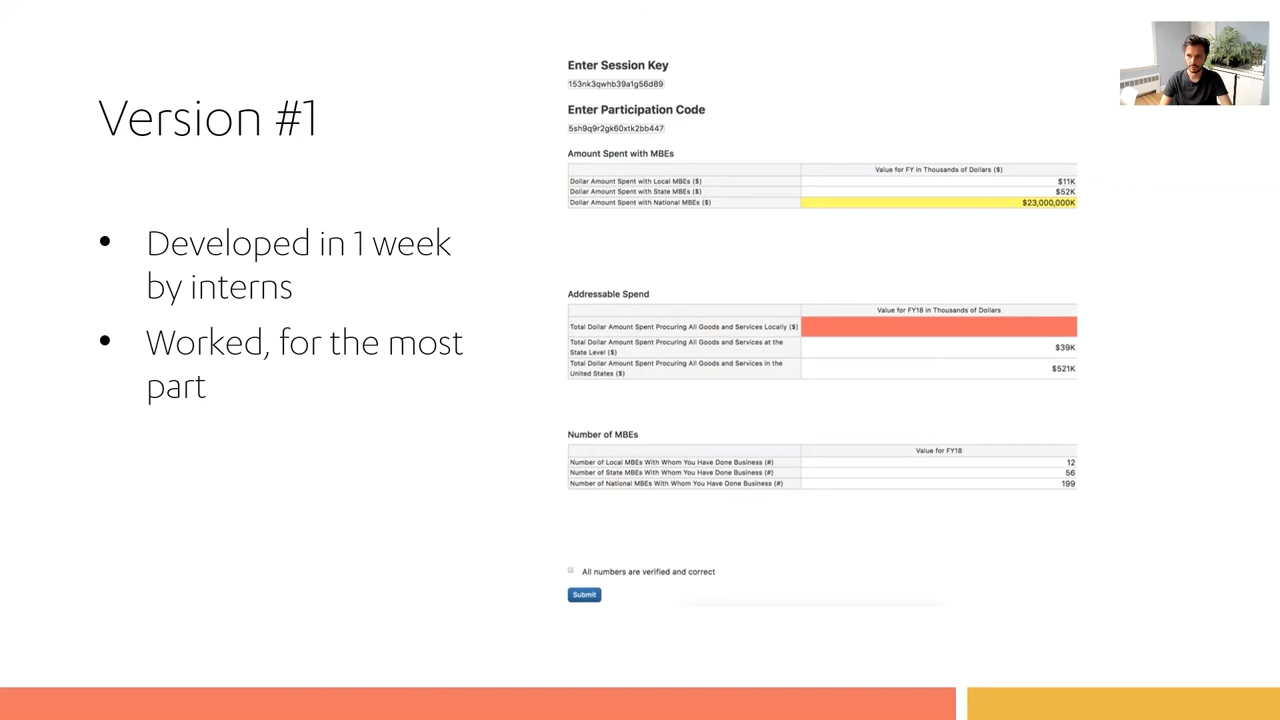 Version #1
• Developed in 1 week
by interns
• Worked, for the most
part
Enter Session Key
153nk3qwhb39a1g56d89
Enter Participation Code
5sh9q9r2gk60xtk2bb447
Amount Spent with MBEs
Value for FY in Thousands of Dollars ($)
Dollar Amount Spent with Local MBEs ($) $11K
Dollar Amount Spent with State MBEs ($) $52K
Dollar Amount Spent with National MBEs ($) $23,000,000K
Addressable Spend
Value for FY18 in Thousands of Dollars
Total Dollar Amount Spent Procuring All Goods and Services Locally ($)
Total Dollar Amount Spent Procuring All Goods and Services at the
State Level ($) $39K
Total Dollar Amount Spent Procuring All Goods and Services in the
United States ($) $521K
Number of MBEs
Value for FY18
Number of Local MBEs With Whom You Have Done Business (#) 12
Number of State MBEs With Whom You Have Done Business (#) 56
Number of National MBEs With Whom You Have Done Business (#) 199
All numbers are verified and correct
Submit